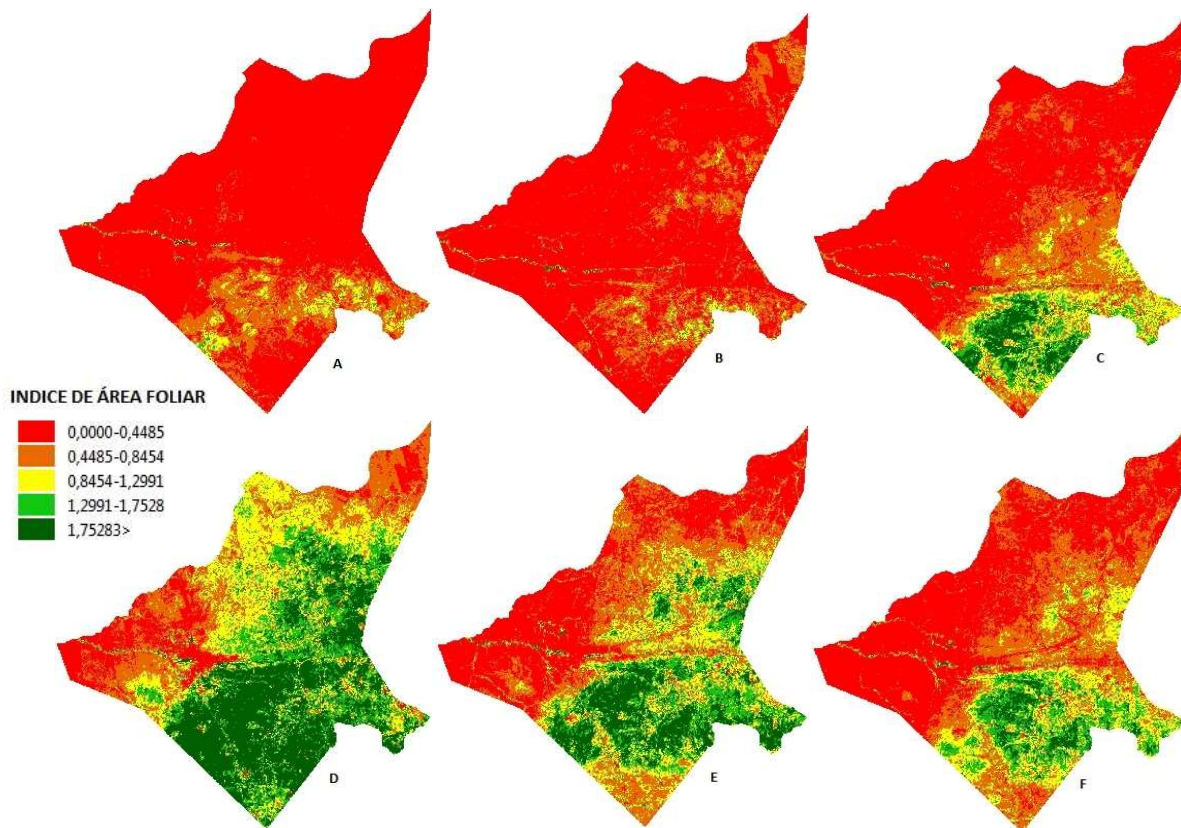 A
B
C
INDICE DE ÁREA FOLIAR
0,0000-0,4485
0,4485-0,8454
0,8454-1,2991
1,2991-1,7528
1,75283>
D
E
F